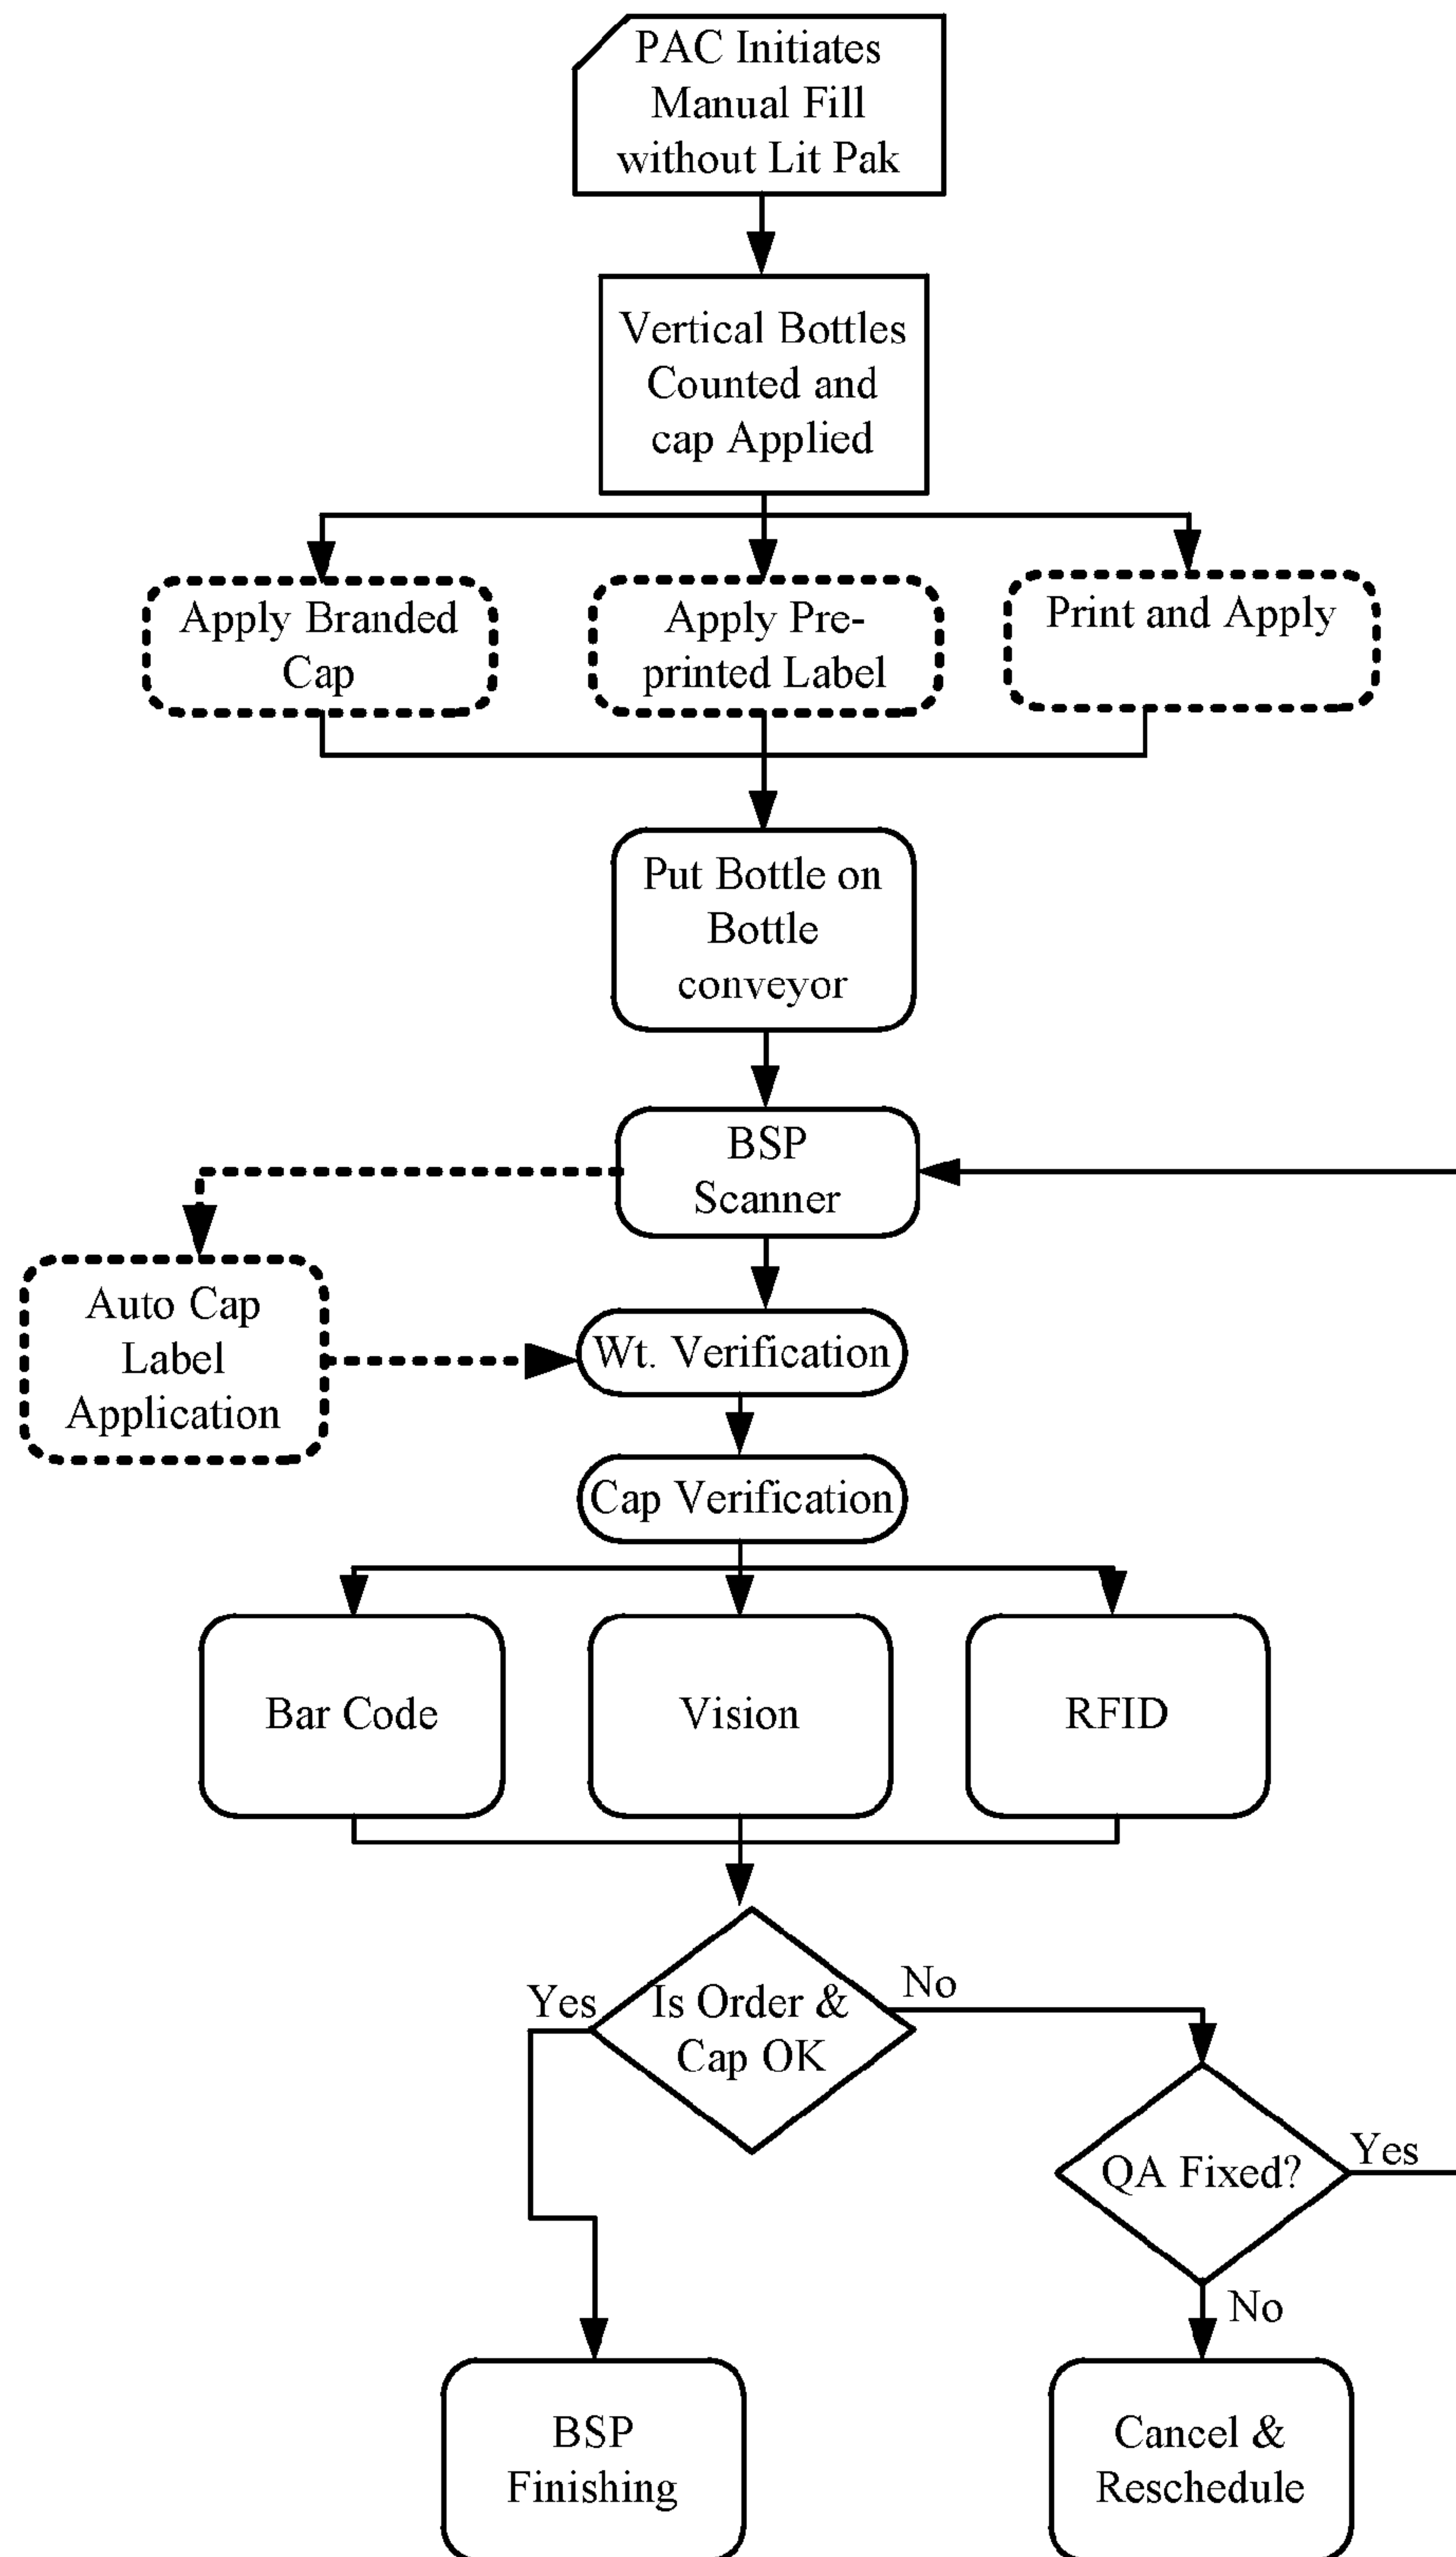 PAC Initiates
Manual Fill
without Lit Pak
Vertical Bottles
Counted and
cap Applied
Apply Branded
Cap
Apply Pre-
printed Label
Print and Apply
Put Bottle on
Bottle
conveyor
BSP
Scanner
Auto Cap
Label
Application
Wt. Verification
Cap Verification
Bar Code
Vision
RFID
Yes
Is Order &
Cap OK
No
QA Fixed?
Yes
No
BSP
Finishing
Cancel &
Reschedule